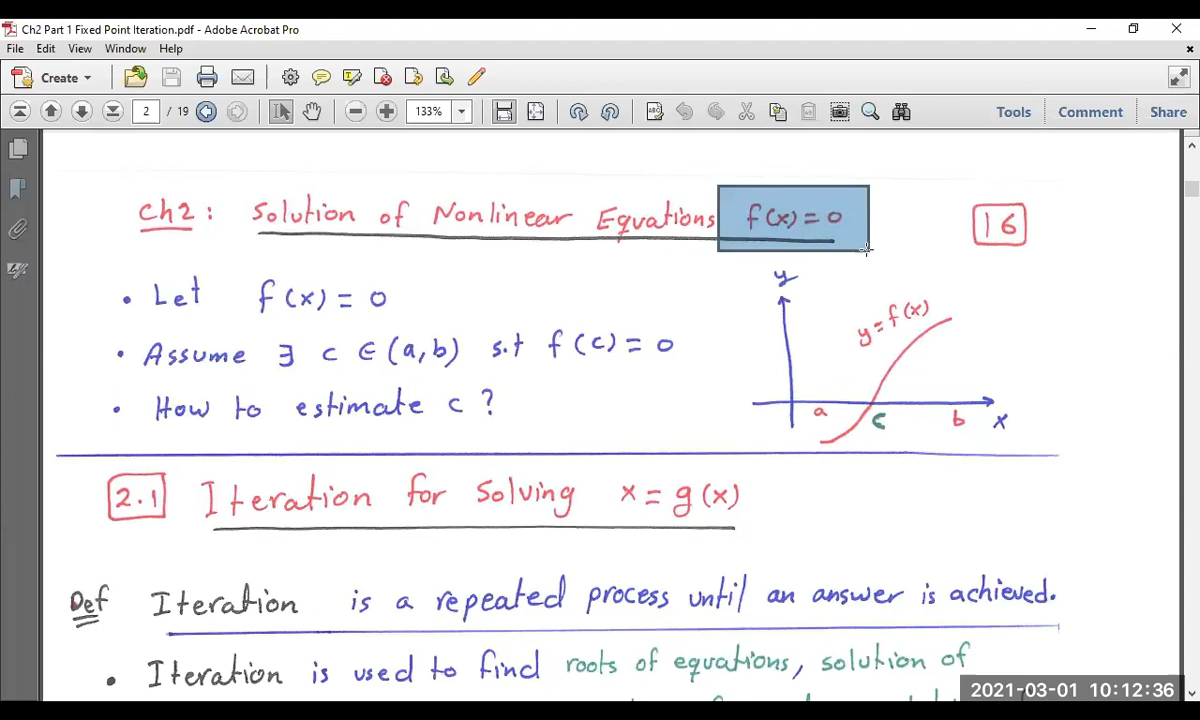 Ch2 Part 1 Fixed Point Iteration.pdf - Adobe Acrobat Pro
File Edit View Window Help
Create
2 / 19 133% Tools Comment Share
Ch2: Solution of Nonlinear Equations f(x) = 0 16
• Let f(x) = 0
• Assume ∃ c ∈ (a,b) s.t f(c) = 0
• How to estimate c?
y
y = f(x)
a c b x
2.1 Iteration for solving x = g(x)
Def Iteration is a repeated process until an answer is achieved.
• Iteration is used to find roots of equations, solution of
2021-03-01 10:12:36